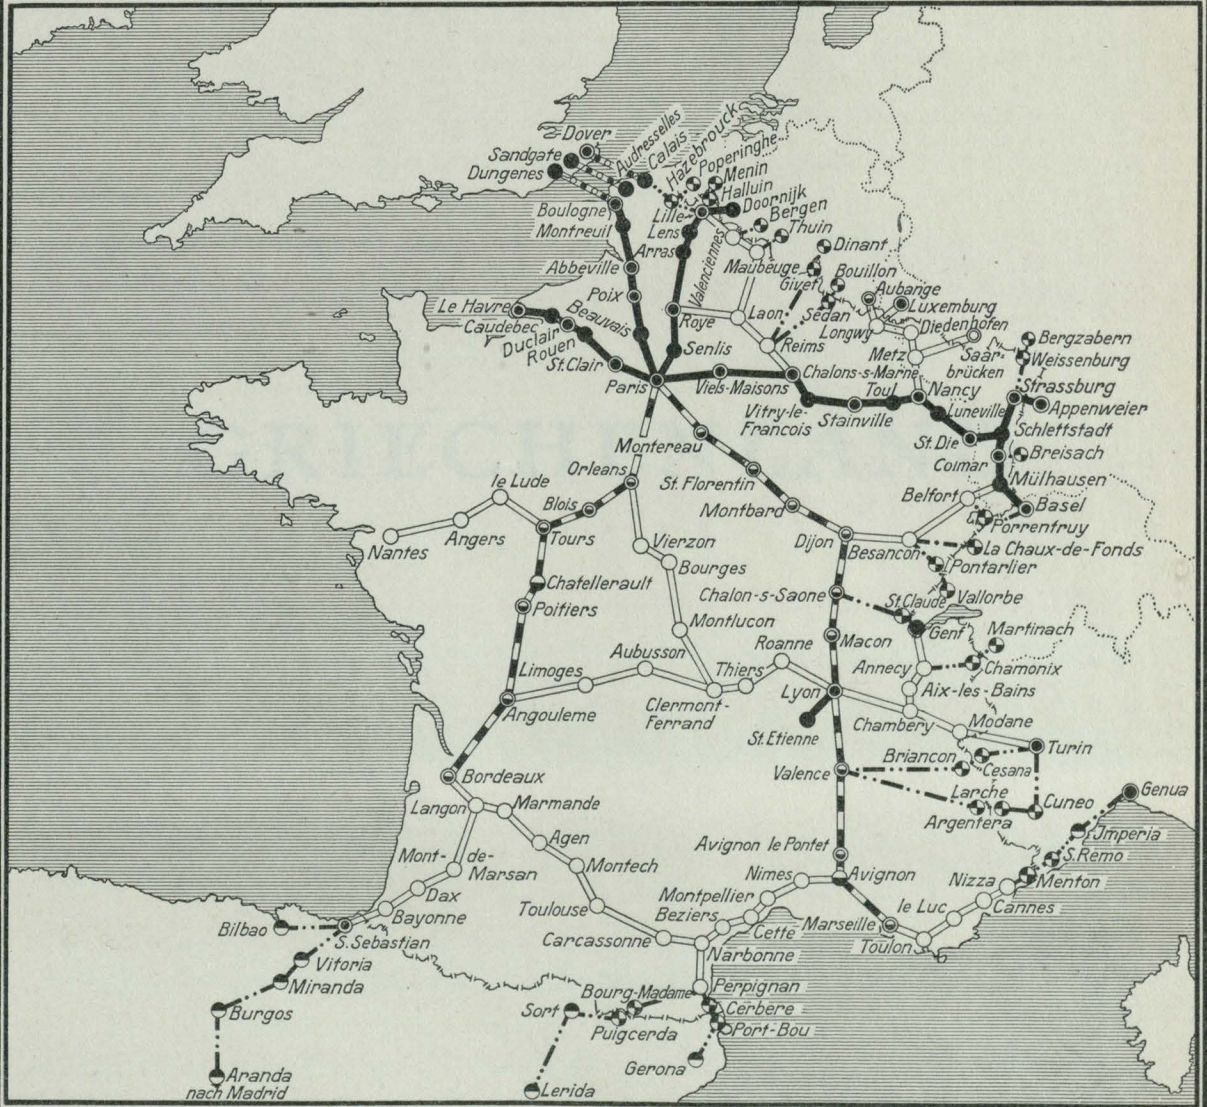 Dover
Sandgate
Dungenes
Audresselles
Calais
Hazebrouck
Poperinghe
Menin
Halluin
Doornijk
Bergen
Thuin
Boulogne
Montreuil
Lille
Lens
Arras
Valenciennes
Maubeuge
Dinant
Givet
Bouillon
Sedan
Aubange
Luxemburg
Longwy
Diedenhofen
Abbeville
Poix
Beauvais
Le Havre
Caudebec
Duclair
Rouen
St.Clair
Roye
Laon
Senlis
Reims
Metz
Saar-
brücken
Bergzabern
Weissenburg
Paris
Viels-Maisons
Chalons-s-Marne
Toul
Nancy
Strassburg
Appenweier
Vitry-le-
Francois
Stainville
Luneville
St.Die
Schlettstadt
Colmar
Breisach
Montereau
Orleans
St. Florentin
Mülhausen
Belfort
Basel
le Lude
Blois
Montbard
Porrentruy
Nantes
Angers
Tours
Vierzon
Dijon
Besancon
La Chaux-de-Fonds
Pontarlier
Bourges
Chatellerault
Poitiers
Chalon-s-Saone
St.Claude
Vallorbe
Montlucon
Macon
Genf
Martinach
Roanne
Limoges
Aubusson
Thiers
Annecy
Chamonix
Aix-les-Bains
Angouleme
Clermont-
Ferrand
Lyon
Chambery
Modane
St.Etienne
Turin
Briancon
Cesana
Bordeaux
Valence
Larche
Argentera
Cuneo
Genua
Langon
Marmande
Agen
Jmperia
Mont-de-
Marsan
Montech
Avignon le Pontet
S.Remo
Nimes
Avignon
Nizza
Menton
Dax
Bayonne
Montpellier
Toulouse
Beziers
Cette
Marseille
le Luc
Cannes
Toulon
Bilbao
S.Sebastian
Carcassonne
Narbonne
Vitoria
Miranda
Bourg-Madame
Perpignan
Burgos
Sort
Cerbere
Puigcerda
Port-Bou
Gerona
Aranda
nach Madrid
Lerida